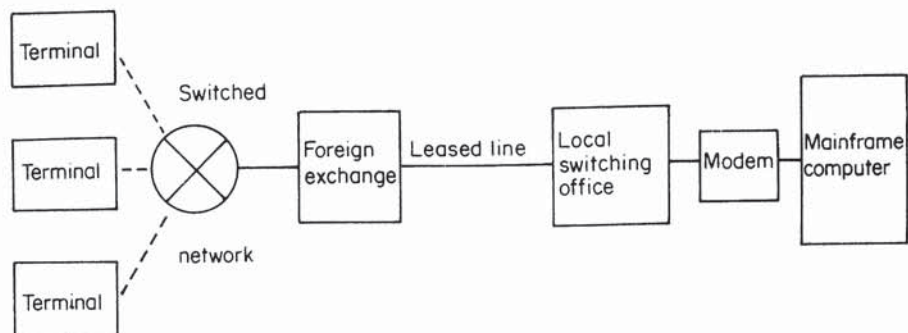 Terminal
Switched
Terminal
network
Terminal
Foreign
exchange
Leased line
Local
switching
office
Modem
Mainframe
computer